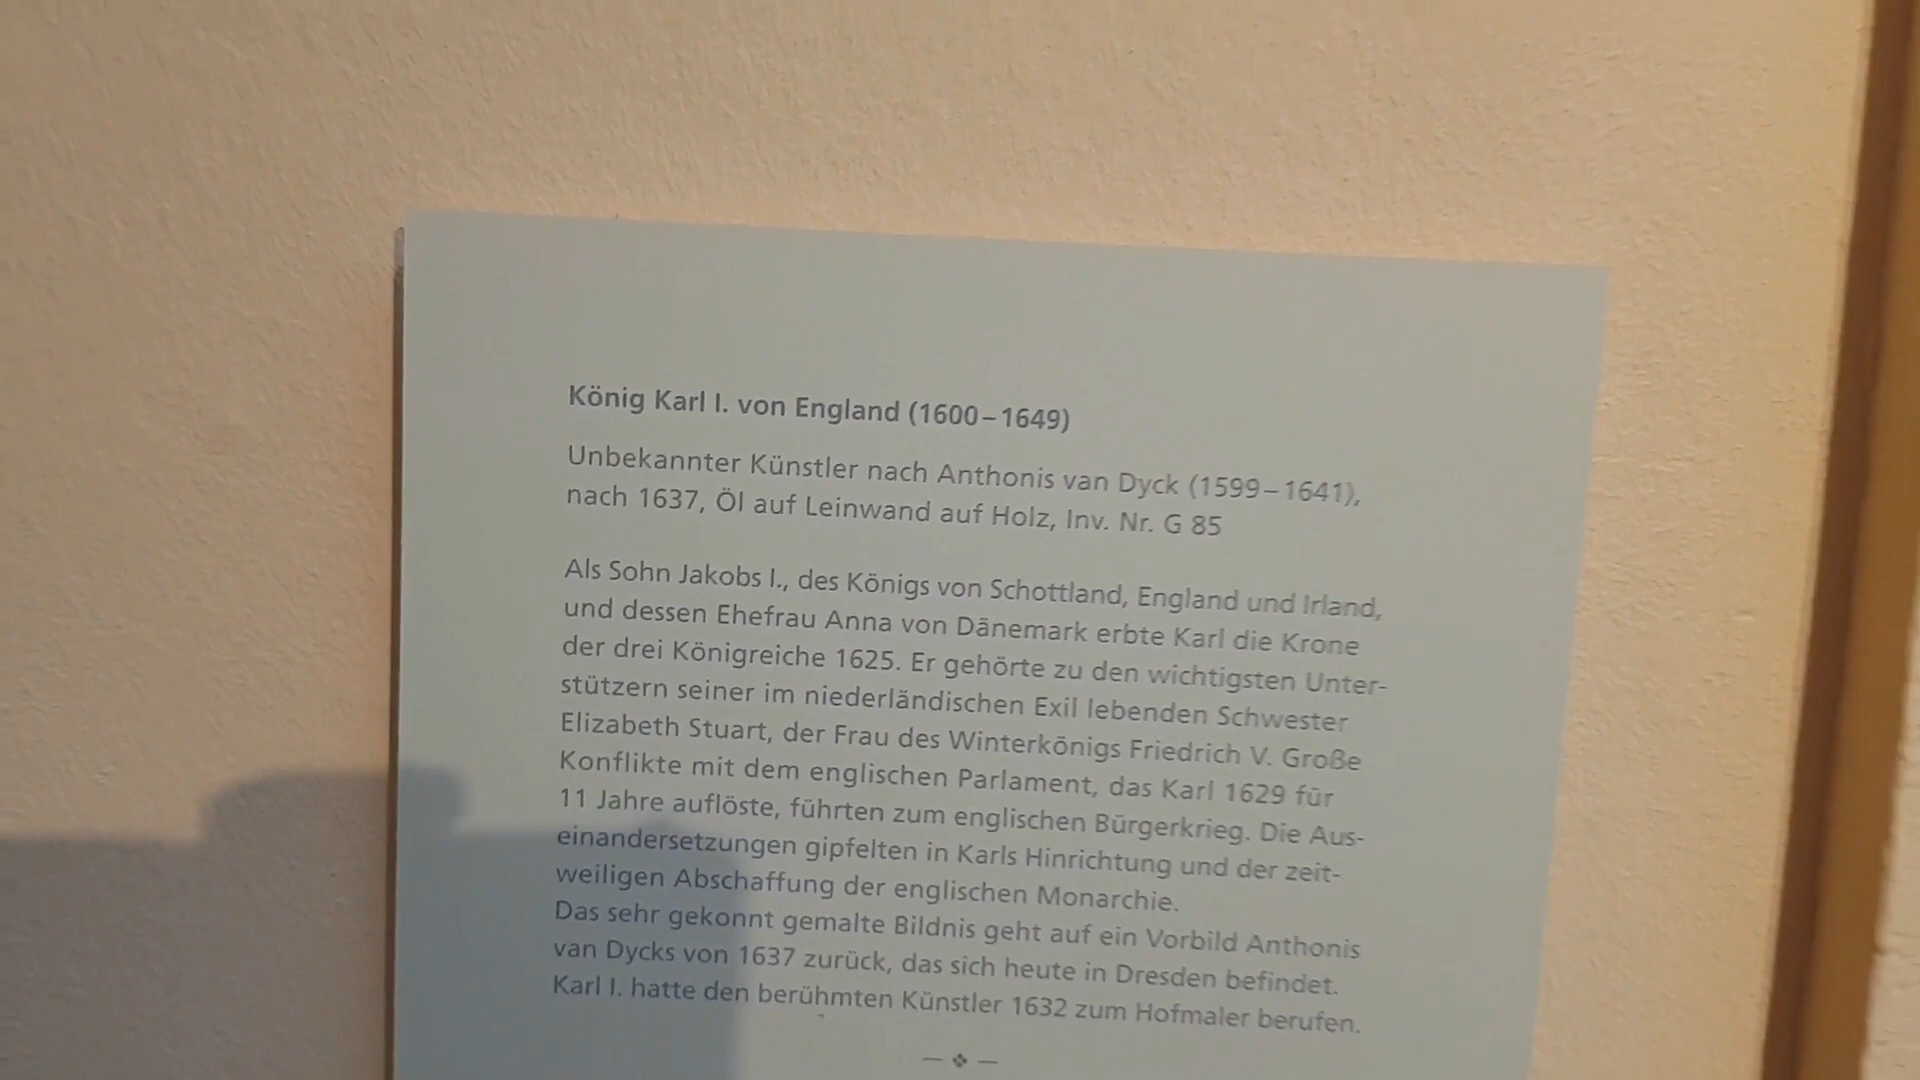 König Karl I. von England (1600–1649)
Unbekannter Künstler nach Anthonis van Dyck (1599–1641),
nach 1637, Öl auf Leinwand auf Holz, Inv. Nr. G 85
Als Sohn Jakobs I., des Königs von Schottland, England und Irland,
und dessen Ehefrau Anna von Dänemark erbte Karl die Krone
der drei Königreiche 1625. Er gehörte zu den wichtigsten Unter-
stützern seiner im niederländischen Exil lebenden Schwester
Elizabeth Stuart, der Frau des Winterkönigs Friedrich V. Große
Konflikte mit dem englischen Parlament, das Karl 1629 für
11 Jahre auflöste, führten zum englischen Bürgerkrieg. Die Aus-
einandersetzungen gipfelten in Karls Hinrichtung und der zeit-
weiligen Abschaffung der englischen Monarchie.
Das sehr gekonnt gemalte Bildnis geht auf ein Vorbild Anthonis
van Dycks von 1637 zurück, das sich heute in Dresden befindet.
Karl I. hatte den berühmten Künstler 1632 zum Hofmaler berufen.